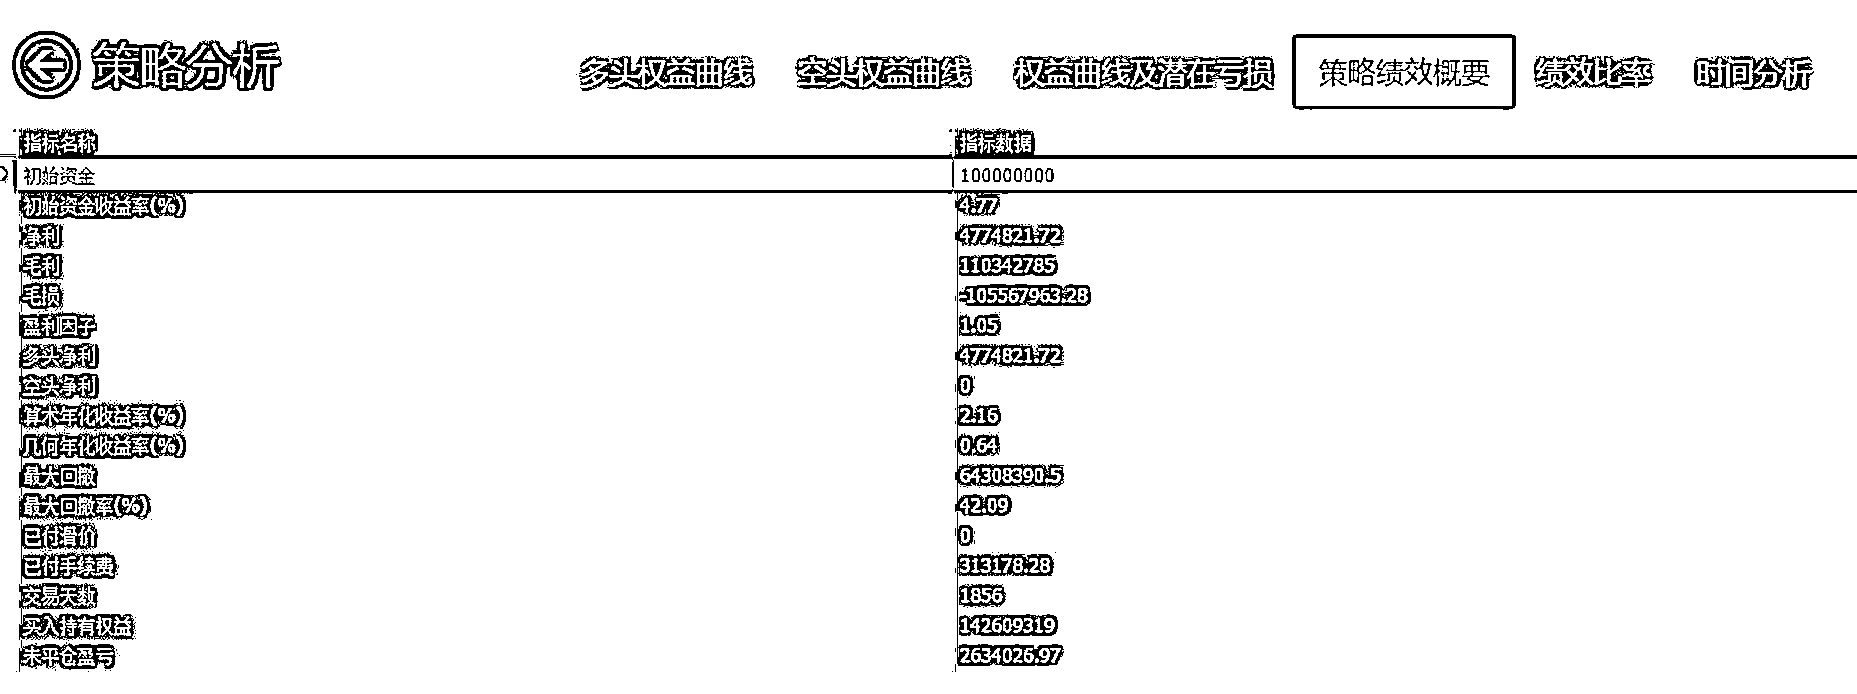 策略分析 多头权益曲线 空头权益曲线 权益曲线及潜在亏损 策略绩效概要 绩效比率 时间分析
指标名称 指标数据
初始资金 100000000
初始资金收益率(%) 4.77
净利 4774821.72
毛利 110342785
毛损 -105567963.28
盈利因子 1.05
多头净利 4774821.72
空头净利 0
算术年化收益率(%) 2.16
几何年化收益率(%) 0.64
最大回撤 64308390.5
最大回撤率(%) 42.09
已付滑价 0
已付手续费 313178.28
交易天数 1856
买入持有权益 142609319
未平仓盈亏 2634026.97